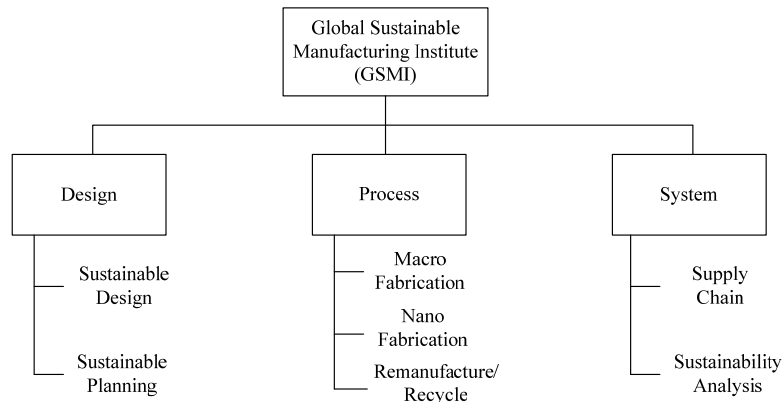 Global Sustainable
Manufacturing Institute
(GSMI)
Design
Process
System
Sustainable
Design
Sustainable
Planning
Macro
Fabrication
Nano
Fabrication
Remanufacture/
Recycle
Supply
Chain
Sustainability
Analysis